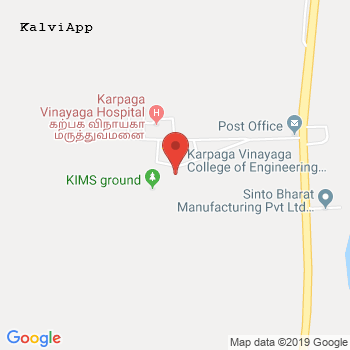 KalviApp
Karpaga
Vinayaga Hospital
கற்பக விநாயகா
மருத்துவமனை
Post Office
Karpaga Vinayaga
College of Engineering...
KIMS ground
Sinto Bharat
Manufacturing Pvt Ltd...
Google
Map data ©2019 Google